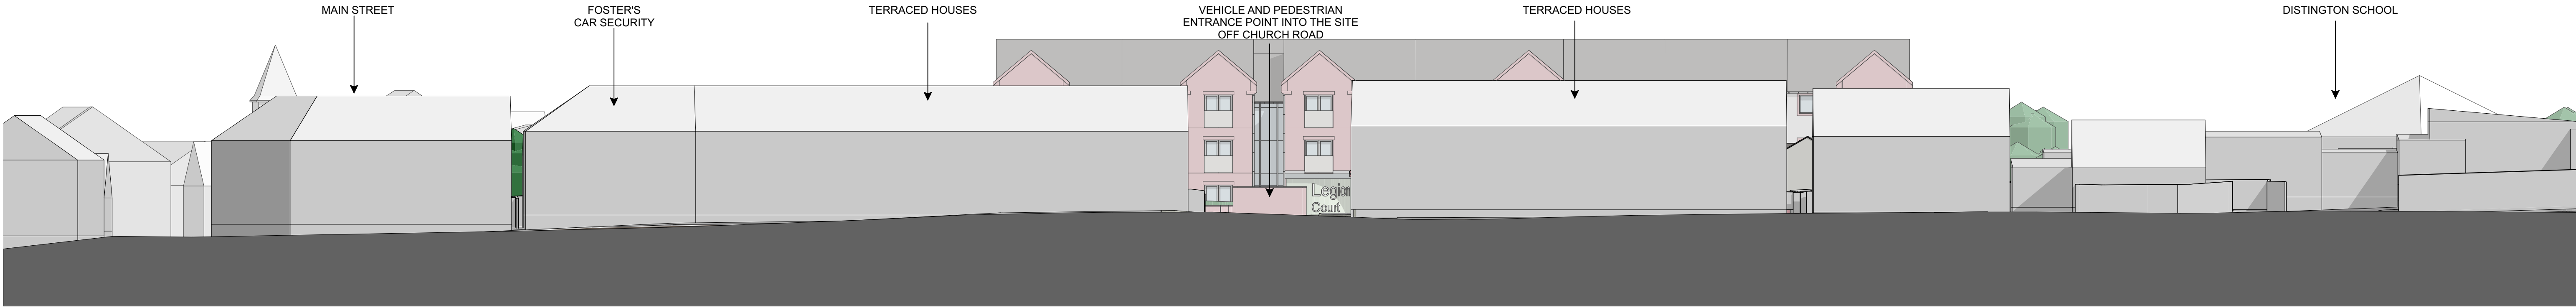 MAIN STREET
FOSTER'S
CAR SECURITY
TERRACED HOUSES
VEHICLE AND PEDESTRIAN
ENTRANCE POINT INTO THE SITE
OFF CHURCH ROAD
TERRACED HOUSES
DISTINGTON SCHOOL
Legion
Court